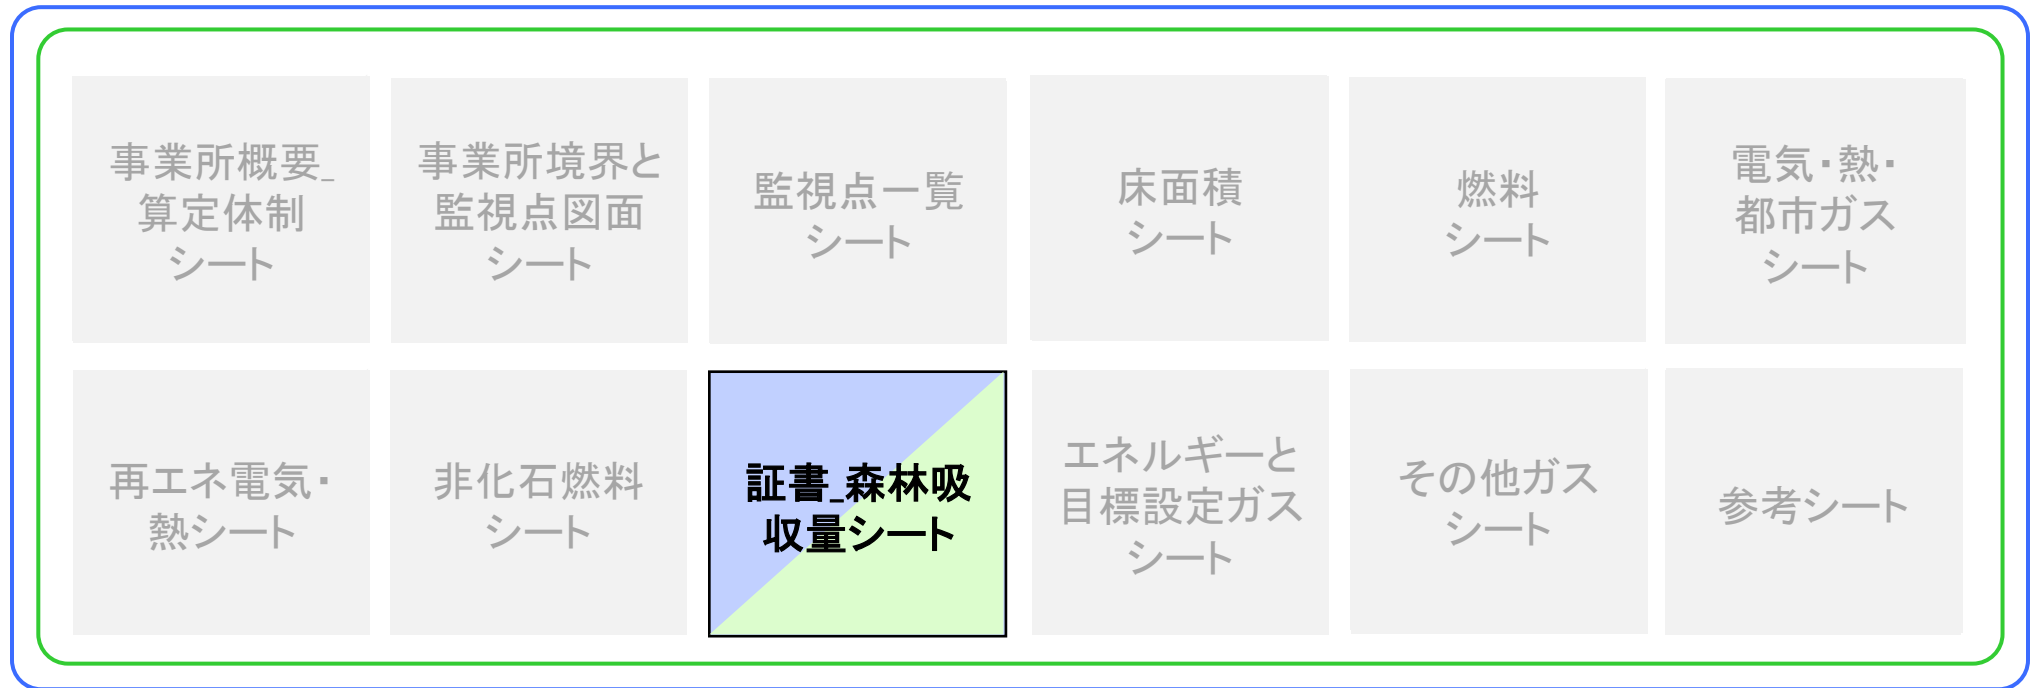 事業所概要_
算定体制
シート
事業所境界と
監視点図面
シート
監視点一覧
シート
床面積
シート
燃料
シート
電気・熱・
都市ガス
シート
再エネ電気・
熱シート
非化石燃料
シート
証書_森林吸
収量シート
エネルギーと
目標設定ガス
シート
その他ガス
シート
参考シート